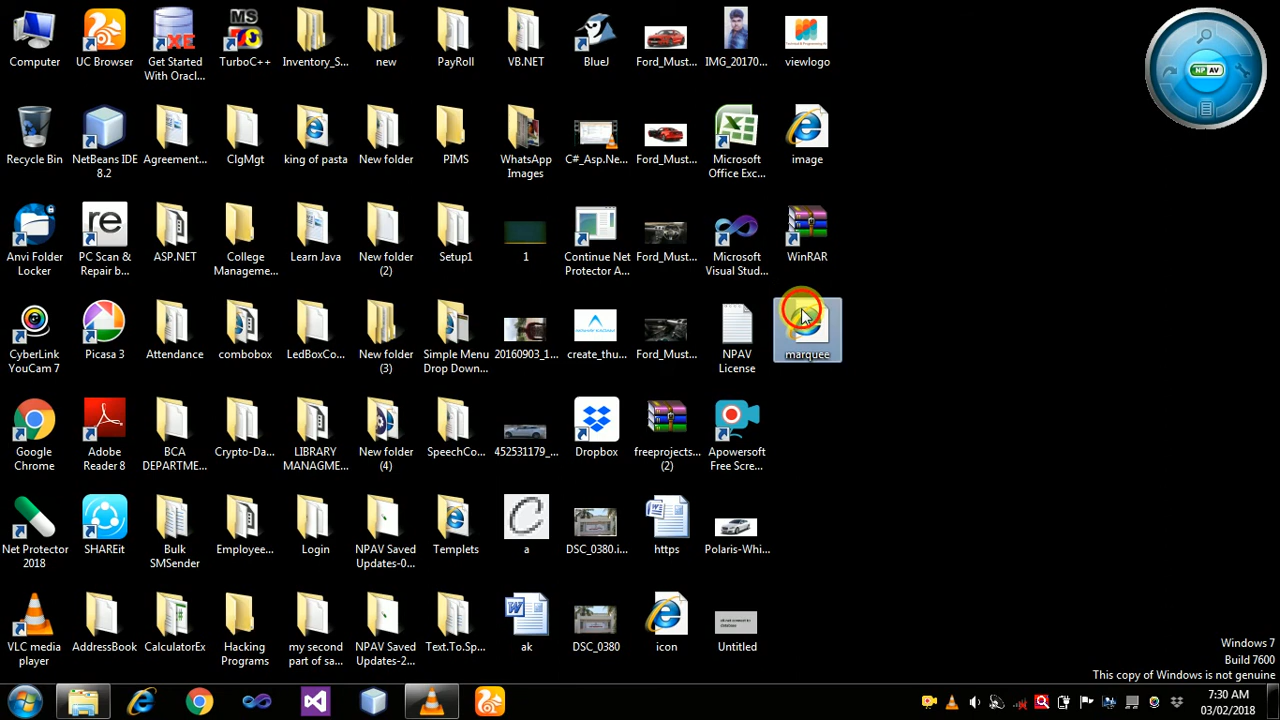 Computer
UC Browser
Get Started
With Oracl...
TurboC++
Inventory_S...
new
PayRoll
VB.NET
BlueJ
Ford_Must...
IMG_20170...
viewlogo
Recycle Bin
NetBeans IDE
8.2
Agreement...
ClgMgt
king of pasta
New folder
PIMS
WhatsApp
Images
C#_Asp.Ne...
Ford_Must...
Microsoft
Office Exc...
image
Anvi Folder
Locker
PC Scan &
Repair b...
ASP.NET
College
Manageme...
Learn Java
New folder
(2)
Setup1
1
Continue Net
Protector A...
Ford_Must...
Microsoft
Visual Stud...
WinRAR
CyberLink
YouCam 7
Picasa 3
Attendance
combobox
LedBoxCo...
New folder
(3)
Simple Menu
Drop Down...
20160903_1...
create_thu...
Ford_Must...
NPAV
License
marquee
Google
Chrome
Adobe
Reader 8
BCA
DEPARTME...
Crypto-Da...
LIBRARY
MANAGME...
New folder
(4)
SpeechCo...
452531179_...
Dropbox
freeprojects...
(2)
Apowersoft
Free Scre...
Net Protector
2018
SHAREit
Bulk
SMSender
Employee...
Login
NPAV Saved
Updates-0...
Templets
a
DSC_0380.i...
https
Polaris-Whi...
VLC media
player
AddressBook
CalculatorEx
Hacking
Programs
my second
part of sa...
NPAV Saved
Updates-2...
Text.To.Sp...
ak
DSC_0380
icon
Untitled
NP AV
Windows 7
Build 7600
This copy of Windows is not genuine
7:30 AM
03/02/2018